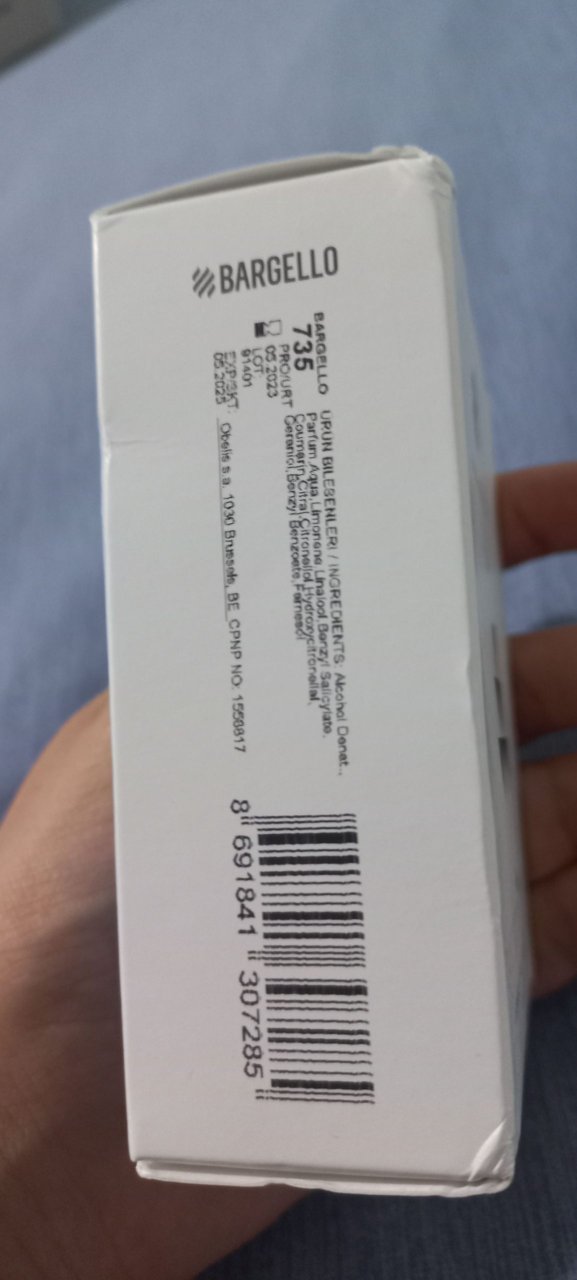 BARGELLO
BARGELLO
735
PRO/URT
05.2023
LOT:
91401
EXP/SKT:
05.2025
ÜRÜN BİLEŞENLERİ / INGREDIENTS: Alcohol Denat.,
Parfum, Aqua, Limonene, Linalool, Benzyl Salicylate,
Coumarin, Citral, Citronellol, Hydroxycitronellal,
Geraniol, Benzyl Benzoate, Farnesol
Obelis s.a. 1030 Brussels, BE CPNP NO: 1556817
8 691841 307285